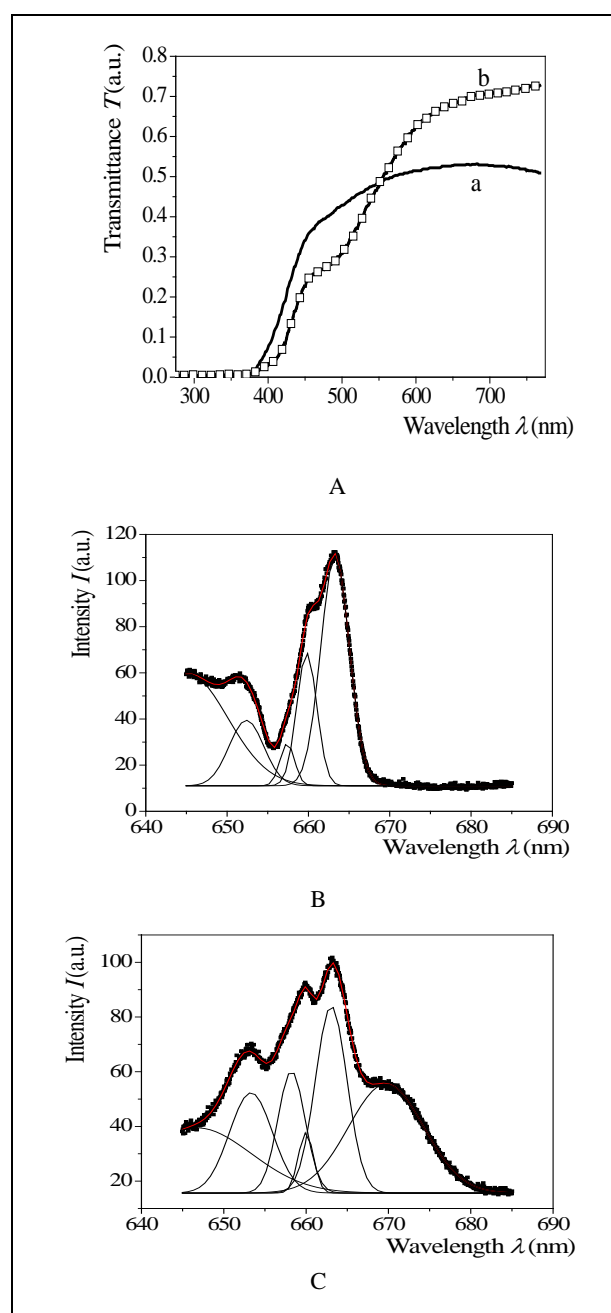 0.8
0.7
0.6
0.5
0.4
0.3
0.2
0.1
0.0
Transmittance T (a.u.)
b
a
300 400 500 600 700
Wavelength λ (nm)
A
120
100
80
60
40
20
0
Intensity I (a.u.)
640 650 660 670 680 690
Wavelength λ (nm)
B
100
80
60
40
20
Intensity I (a.u.)
640 650 660 670 680 690
Wavelength λ (nm)
C